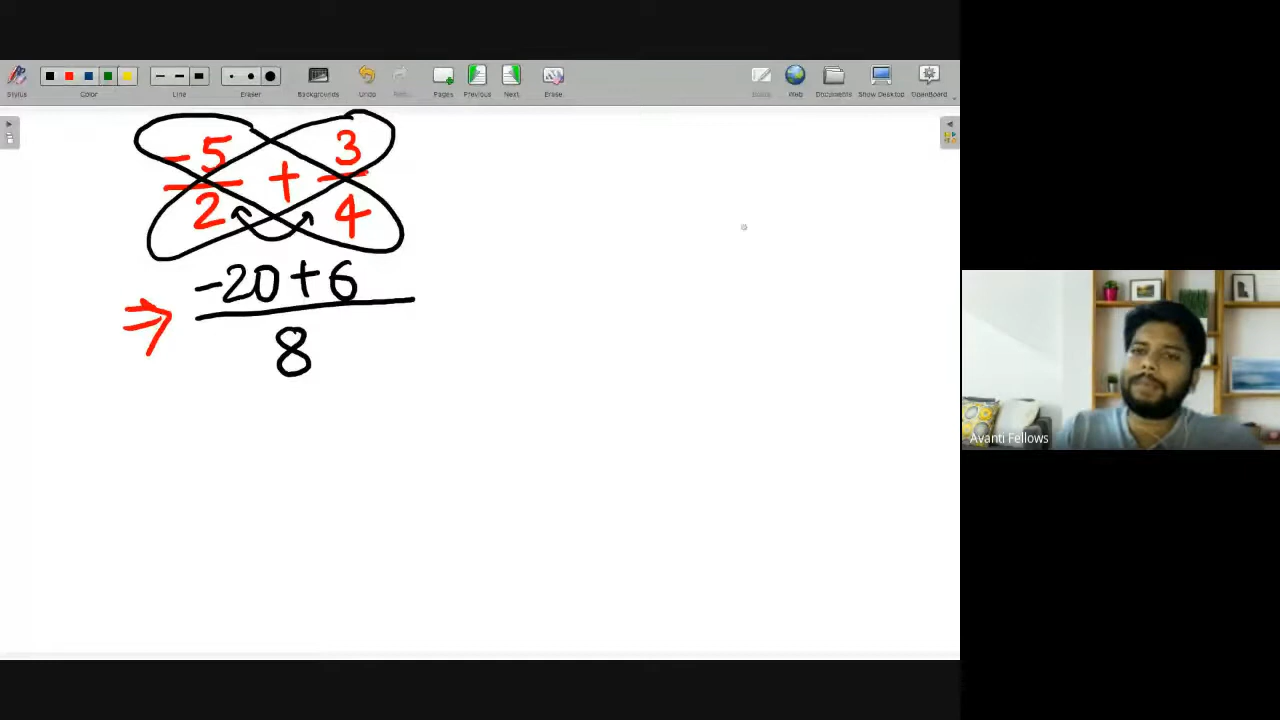 Stylus Color Line Eraser Backgrounds Undo Pages Previous Next Erase Web Documents Show Desktop OpenBoard
-5/2 + 3/4
⇒ -20+6
8
Avanti Fellows